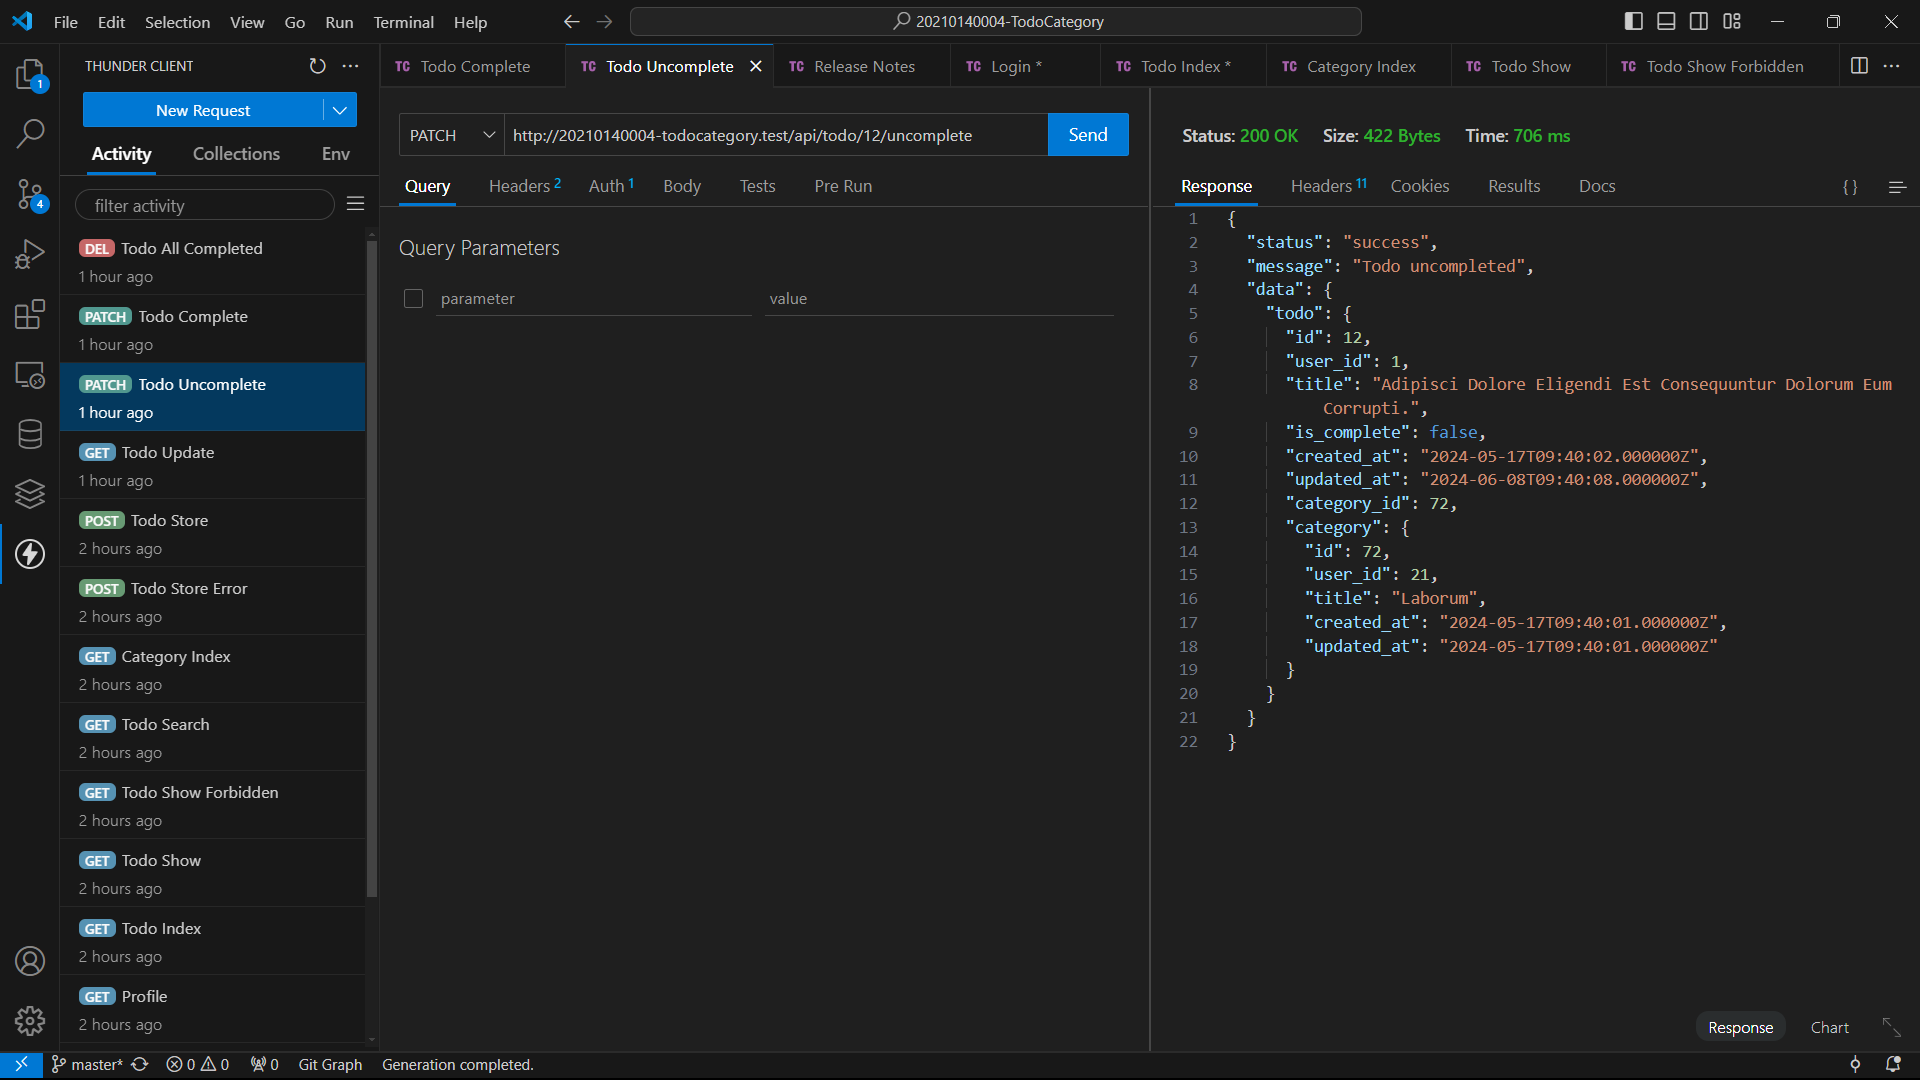 File Edit Selection View Go Run Terminal Help
20210140004-TodoCategory
THUNDER CLIENT
New Request
Activity Collections Env
filter activity
DEL Todo All Completed
1 hour ago
PATCH Todo Complete
1 hour ago
PATCH Todo Uncomplete
1 hour ago
GET Todo Update
1 hour ago
POST Todo Store
2 hours ago
POST Todo Store Error
2 hours ago
GET Category Index
2 hours ago
GET Todo Search
2 hours ago
GET Todo Show Forbidden
2 hours ago
GET Todo Show
2 hours ago
GET Todo Index
2 hours ago
GET Profile
2 hours ago
1
4
TC Todo Complete TC Todo Uncomplete TC Release Notes TC Login * TC Todo Index * TC Category Index TC Todo Show TC Todo Show Forbidden
PATCH http://20210140004-todocategory.test/api/todo/12/uncomplete Send
Query Headers 2 Auth 1 Body Tests Pre Run
Query Parameters
parameter value
Status: 200 OK Size: 422 Bytes Time: 706 ms
Response Headers 11 Cookies Results Docs {}
1 {
2 "status": "success",
3 "message": "Todo uncompleted",
4 "data": {
5 "todo": {
6 "id": 12,
7 "user_id": 1,
8 "title": "Adipisci Dolore Eligendi Est Consequuntur Dolorum Eum
Corrupti.",
9 "is_complete": false,
10 "created_at": "2024-05-17T09:40:02.000000Z",
11 "updated_at": "2024-06-08T09:40:08.000000Z",
12 "category_id": 72,
13 "category": {
14 "id": 72,
15 "user_id": 21,
16 "title": "Laborum",
17 "created_at": "2024-05-17T09:40:01.000000Z",
18 "updated_at": "2024-05-17T09:40:01.000000Z"
19 }
20 }
21 }
22 }
Response Chart
master* 0 0 0 Git Graph Generation completed.